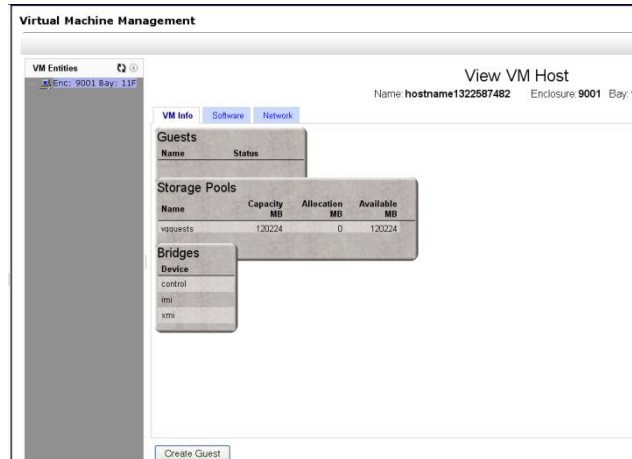 Virtual Machine Management
VM Entities
Enc: 9001 Bay: 11F
View VM Host
Name: hostname1322587482 Enclosure: 9001 Bay:
VM Info Software Network
Guests
Name Status
Storage Pools
Name Capacity MB Allocation MB Available MB
vgguests 120224 0 120224
Bridges
Device
control
imi
xmi
Create Guest